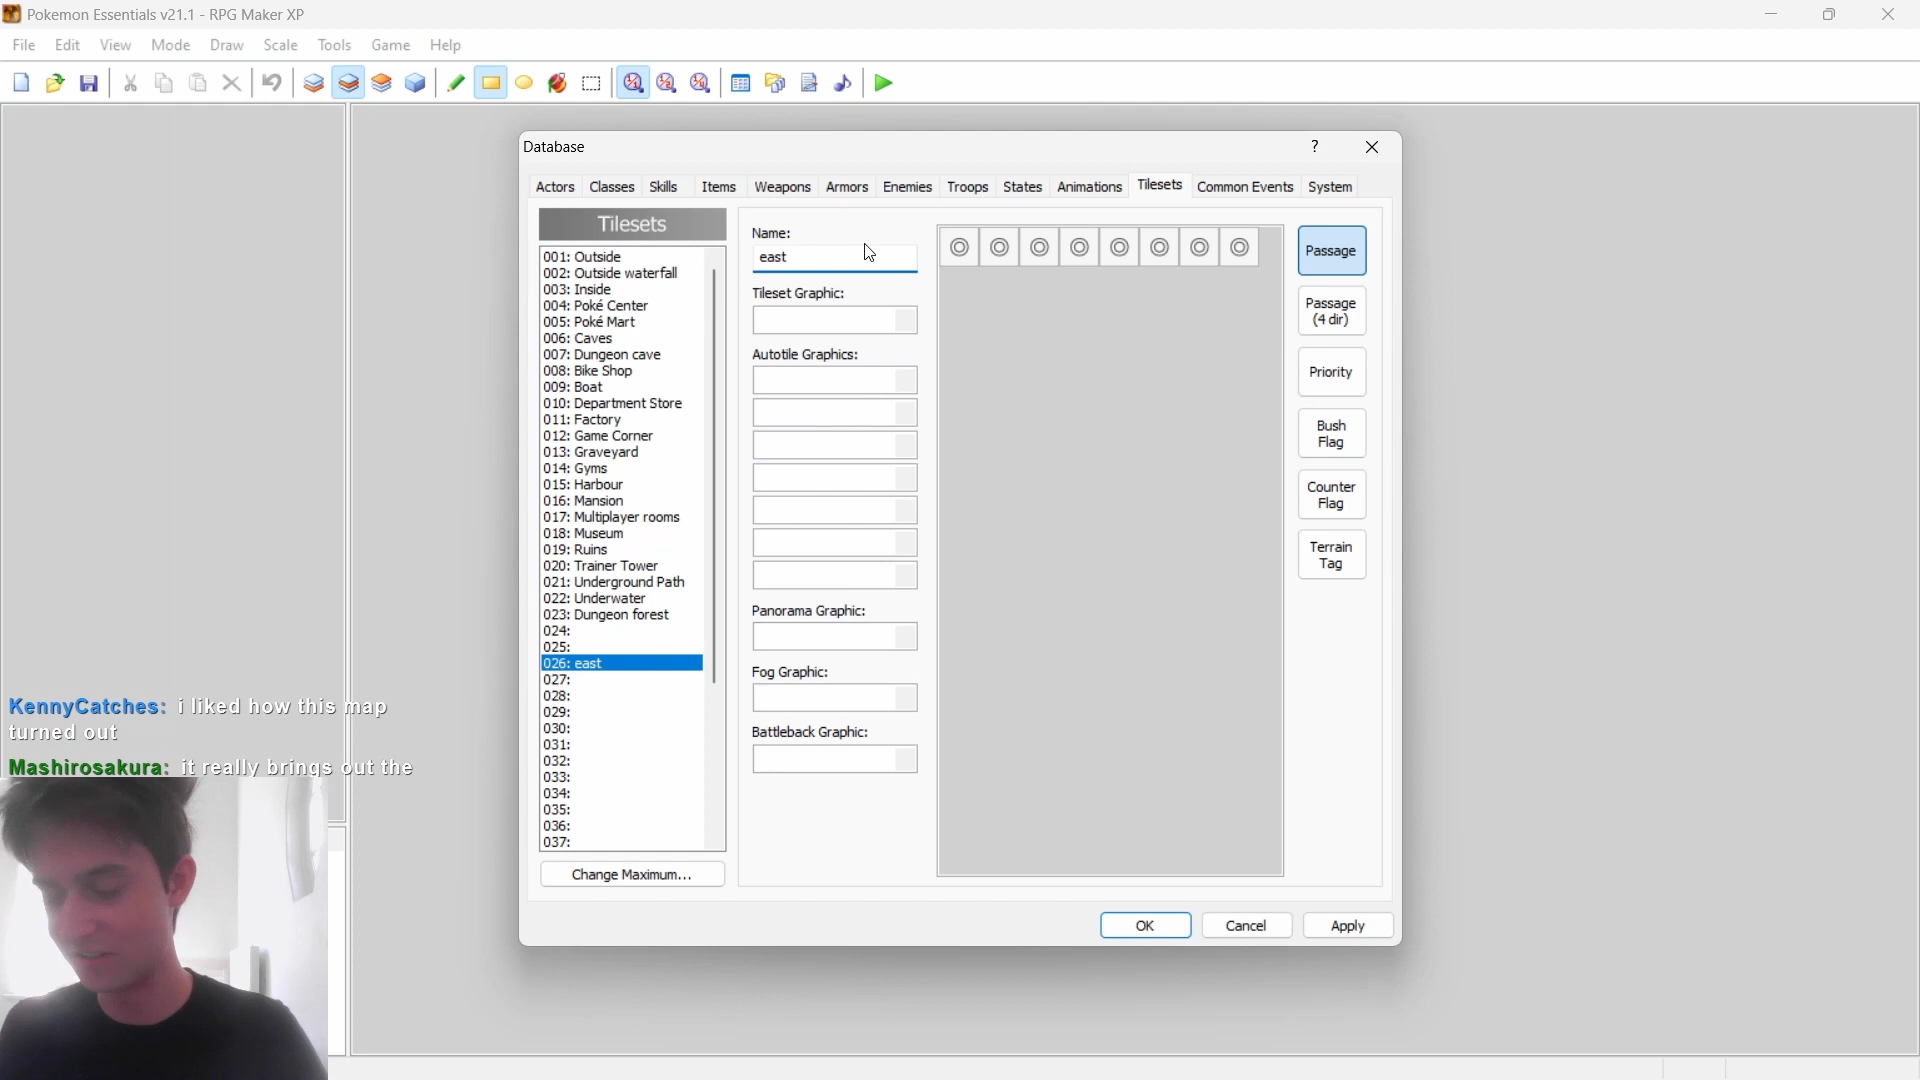 Pokemon Essentials v21.1 - RPG Maker XP
File Edit View Mode Draw Scale Tools Game Help
Database
?
Actors Classes Skills Items Weapons Armors Enemies Troops States Animations Tilesets Common Events System
Tilesets
001: Outside
002: Outside waterfall
003: Inside
004: Poké Center
005: Poké Mart
006: Caves
007: Dungeon cave
008: Bike Shop
009: Boat
010: Department Store
011: Factory
012: Game Corner
013: Graveyard
014: Gyms
015: Harbour
016: Mansion
017: Multiplayer rooms
018: Museum
019: Ruins
020: Trainer Tower
021: Underground Path
022: Underwater
023: Dungeon forest
024:
025:
026: east
027:
028:
029:
030:
031:
032:
033:
034:
035:
036:
037:
Change Maximum...
Name:
east
Tileset Graphic:
Autotile Graphics:
Panorama Graphic:
Fog Graphic:
Battleback Graphic:
Passage
Passage
(4 dir)
Priority
Bush
Flag
Counter
Flag
Terrain
Tag
OK Cancel Apply
KennyCatches: i liked how this map
turned out
Mashirosakura: it really brings out the